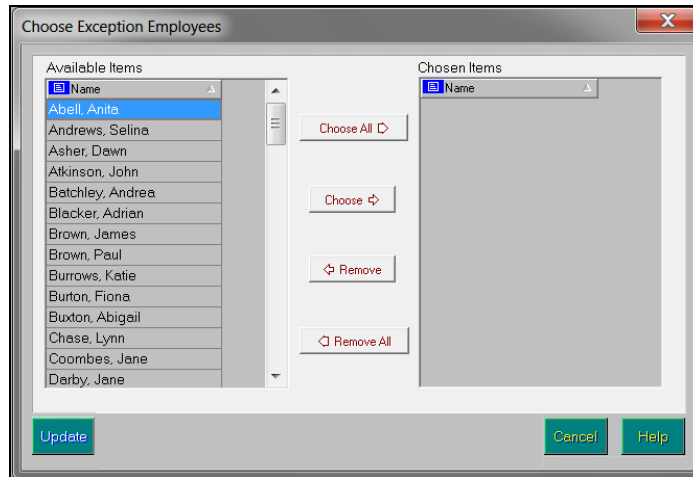 Choose Exception Employees
Available Items
Name
Abell, Anita
Andrews, Selina
Asher, Dawn
Atkinson, John
Batchley, Andrea
Blacker, Adrian
Brown, James
Brown, Paul
Burrows, Katie
Burton, Fiona
Buxton, Abigail
Chase, Lynn
Coombes, Jane
Darby, Jane
Choose All
Choose
Remove
Remove All
Chosen Items
Name
Update
Cancel
Help